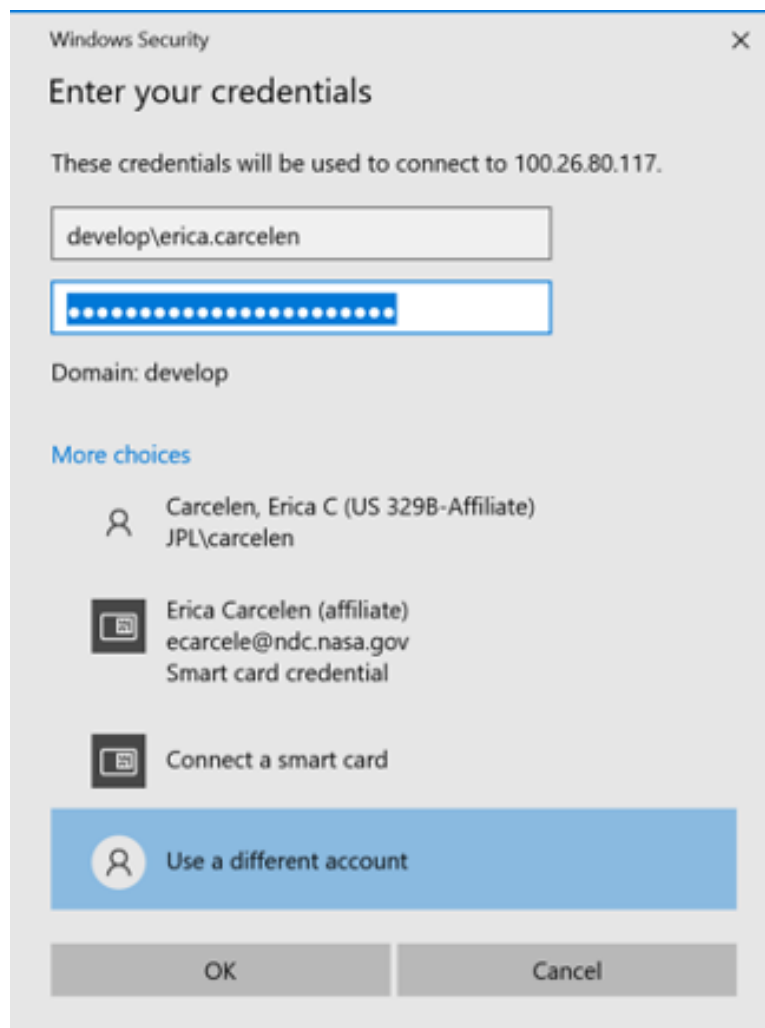 Windows Security
Enter your credentials
These credentials will be used to connect to 100.26.80.117.
develop\erica.carcelen
•••••••••••••••••••••••
Domain: develop
More choices
Carcelen, Erica C (US 329B-Affiliate)
JPL\carcelen
Erica Carcelen (affiliate)
ecarcele@ndc.nasa.gov
Smart card credential
Connect a smart card
Use a different account
OK
Cancel